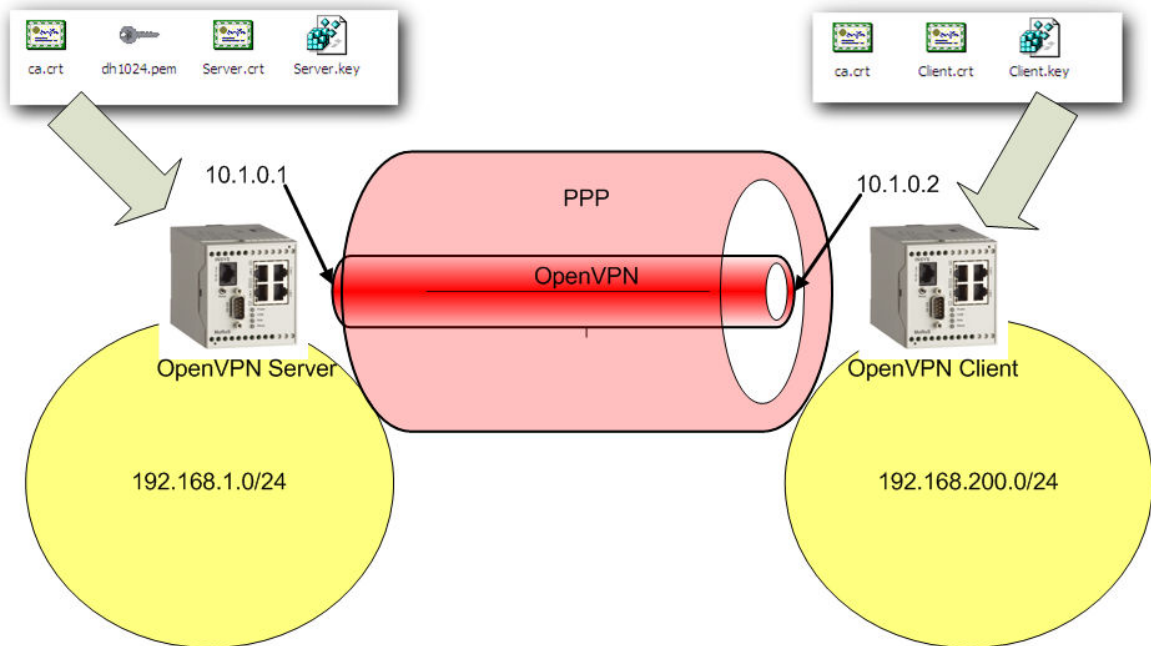 ca.crt dh1024.pem Server.crt Server.key
ca.crt Client.crt Client.key
10.1.0.1
10.1.0.2
PPP
OpenVPN
OpenVPN Server
OpenVPN Client
192.168.1.0/24
192.168.200.0/24